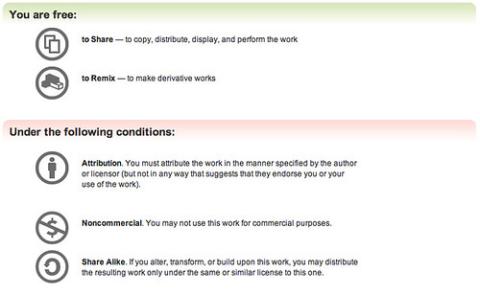 You are free:
to Share — to copy, distribute, display, and perform the work
to Remix — to make derivative works
Under the following conditions:
Attribution. You must attribute the work in the manner specified by the author
or licensor (but not in any way that suggests that they endorse you or your
use of the work).
Noncommercial. You may not use this work for commercial purposes.
Share Alike. If you alter, transform, or build upon this work, you may distribute
the resulting work only under the same or similar license to this one.